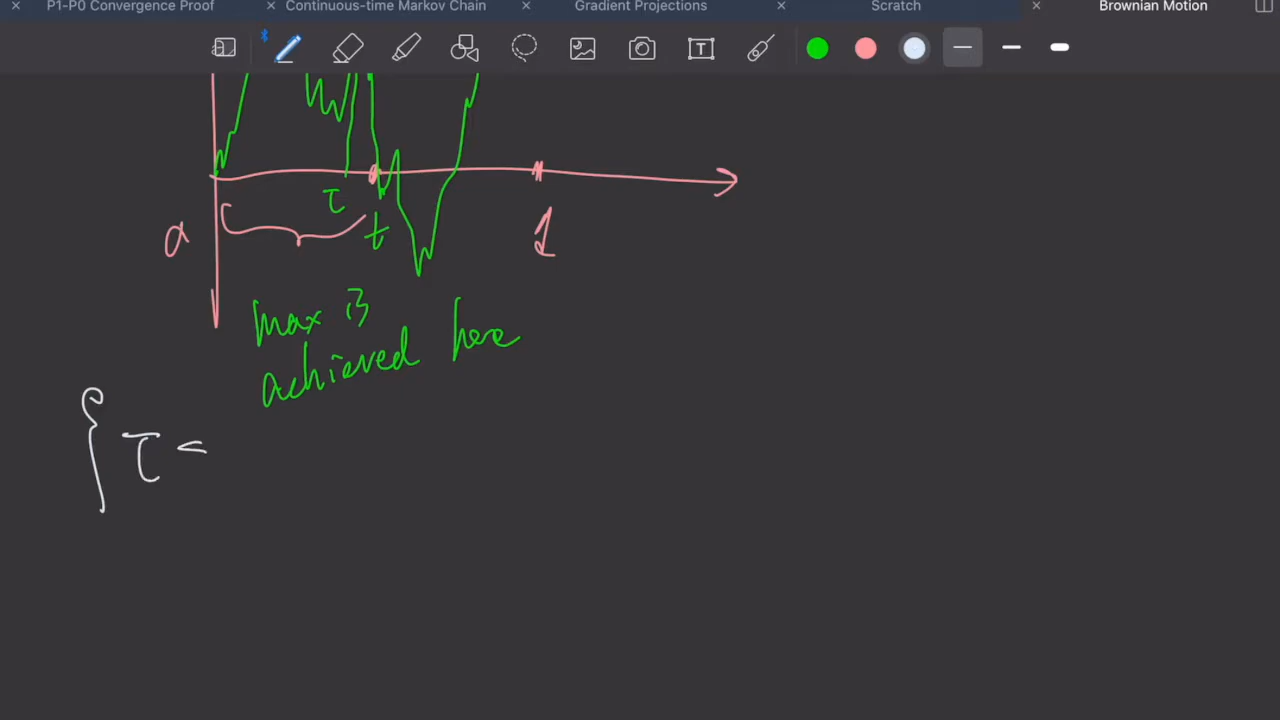 P1-P0 Convergence Proof
Continuous-time Markov Chain
Gradient Projections
Scratch
Brownian Motion
T
τ
t
1
0
max is
achieved here
{ τ <